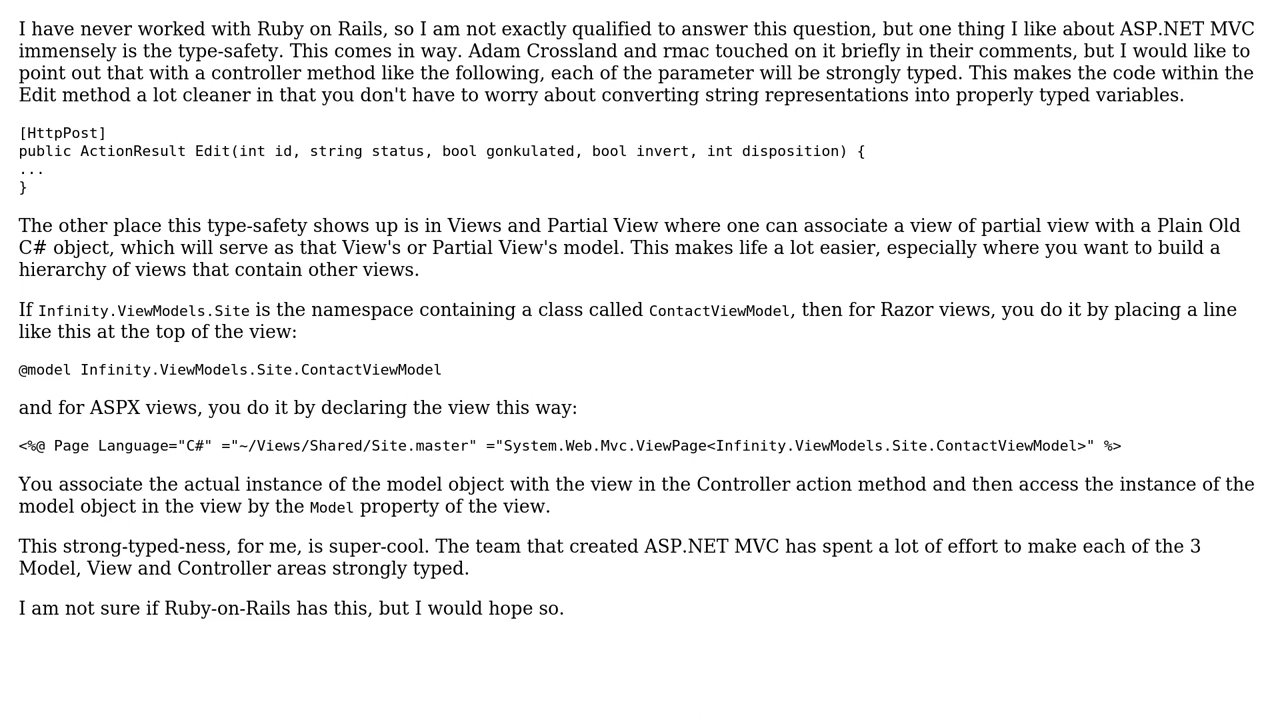 I have never worked with Ruby on Rails, so I am not exactly qualified to answer this question, but one thing I like about ASP.NET MVC
immensely is the type-safety. This comes in way. Adam Crossland and rmac touched on it briefly in their comments, but I would like to
point out that with a controller method like the following, each of the parameter will be strongly typed. This makes the code within the
Edit method a lot cleaner in that you don't have to worry about converting string representations into properly typed variables.
[HttpPost]
public ActionResult Edit(int id, string status, bool gonkulated, bool invert, int disposition) {
...
}
The other place this type-safety shows up is in Views and Partial View where one can associate a view of partial view with a Plain Old
C# object, which will serve as that View's or Partial View's model. This makes life a lot easier, especially where you want to build a
hierarchy of views that contain other views.
If Infinity.ViewModels.Site is the namespace containing a class called ContactViewModel, then for Razor views, you do it by placing a line
like this at the top of the view:
@model Infinity.ViewModels.Site.ContactViewModel
and for ASPX views, you do it by declaring the view this way:
<%@ Page Language="C#" ="~/Views/Shared/Site.master" ="System.Web.Mvc.ViewPage<Infinity.ViewModels.Site.ContactViewModel>" %>
You associate the actual instance of the model object with the view in the Controller action method and then access the instance of the
model object in the view by the Model property of the view.
This strong-typed-ness, for me, is super-cool. The team that created ASP.NET MVC has spent a lot of effort to make each of the 3
Model, View and Controller areas strongly typed.
I am not sure if Ruby-on-Rails has this, but I would hope so.